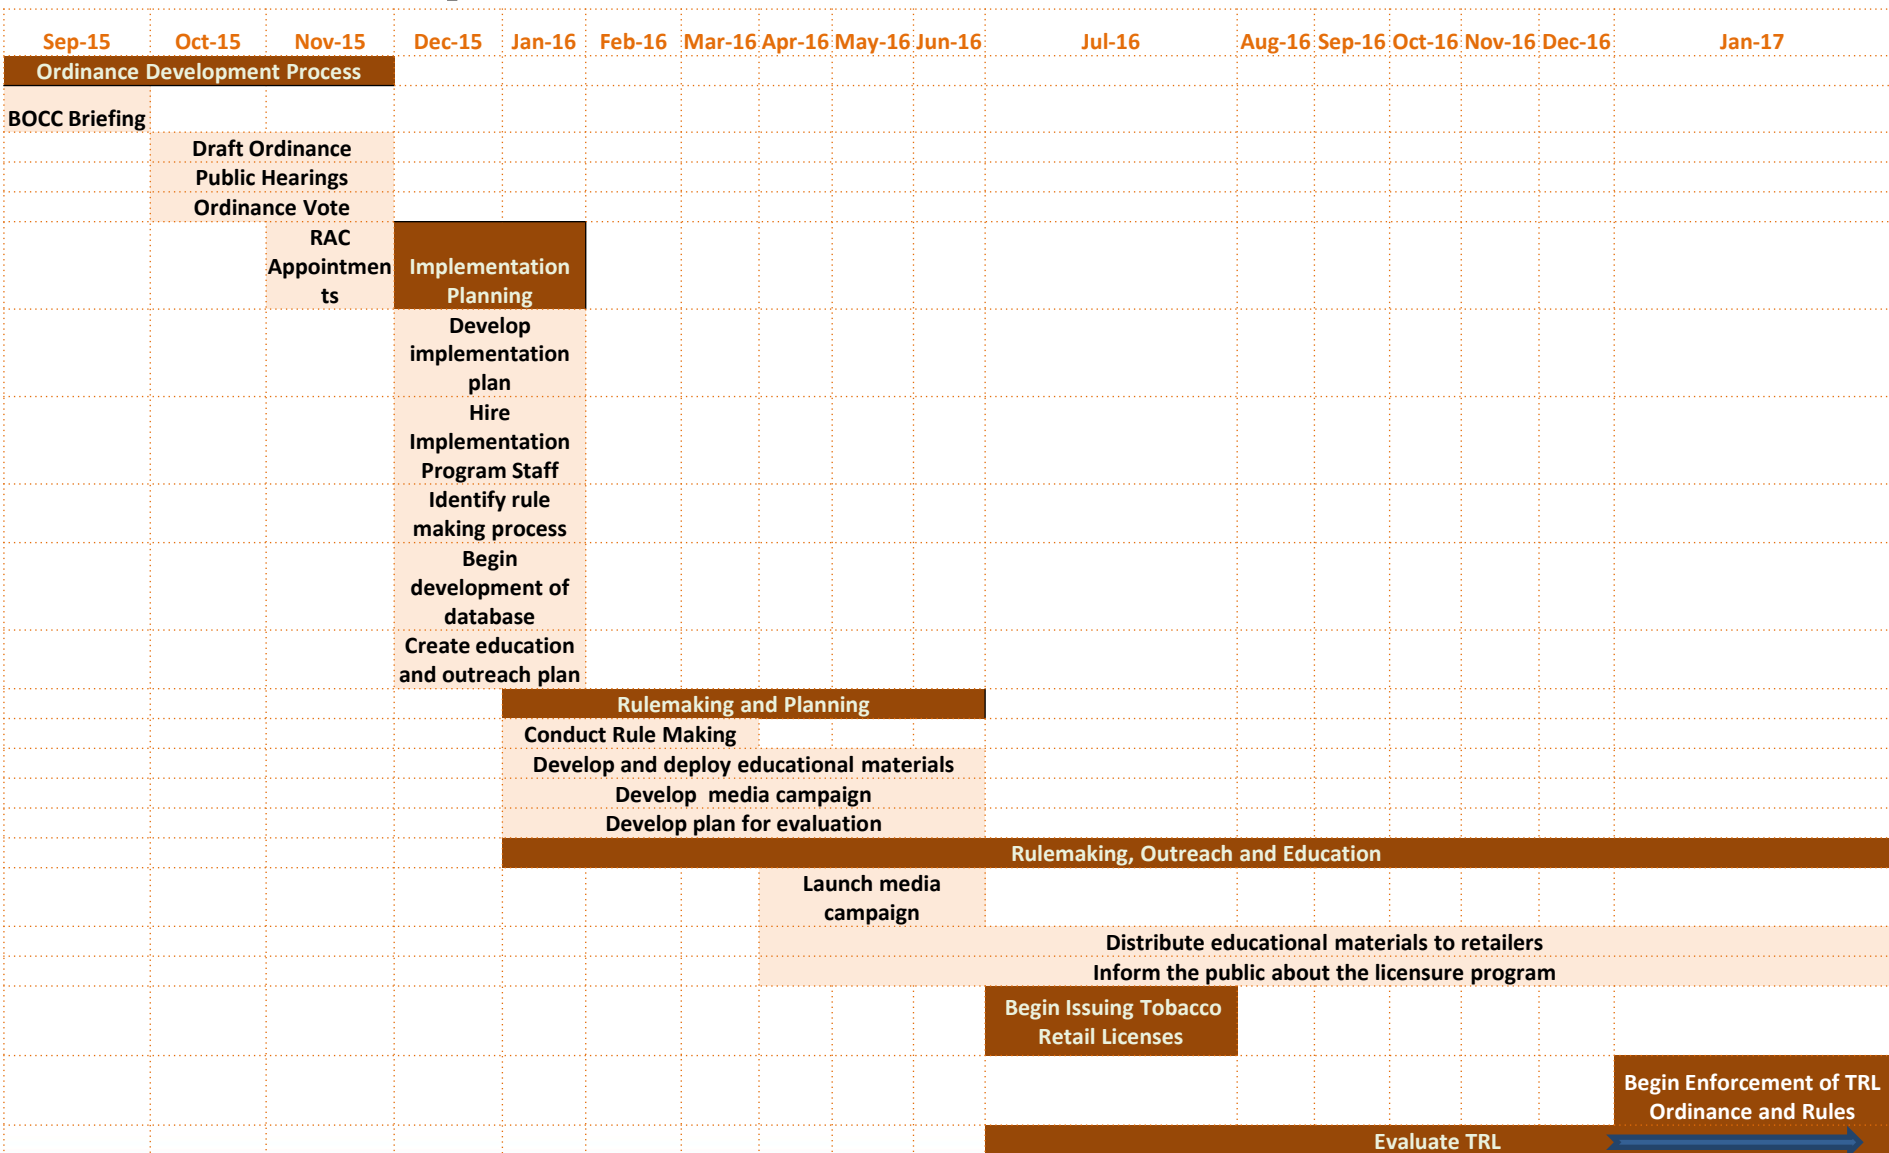 Sep-15 Oct-15 Nov-15 Dec-15 Jan-16 Feb-16 Mar-16 Apr-16 May-16 Jun-16 Jul-16 Aug-16 Sep-16 Oct-16 Nov-16 Dec-16 Jan-17
Ordinance Development Process
BOCC Briefing
Draft Ordinance
Public Hearings
Ordinance Vote
RAC
Appointmen
ts
Implementation
Planning
Develop
implementation
plan
Hire
Implementation
Program Staff
Identify rule
making process
Begin
development of
database
Create education
and outreach plan
Rulemaking and Planning
Conduct Rule Making
Develop and deploy educational materials
Develop media campaign
Develop plan for evaluation
Rulemaking, Outreach and Education
Launch media
campaign
Distribute educational materials to retailers
Inform the public about the licensure program
Begin Issuing Tobacco
Retail Licenses
Begin Enforcement of TRL
Ordinance and Rules
Evaluate TRL